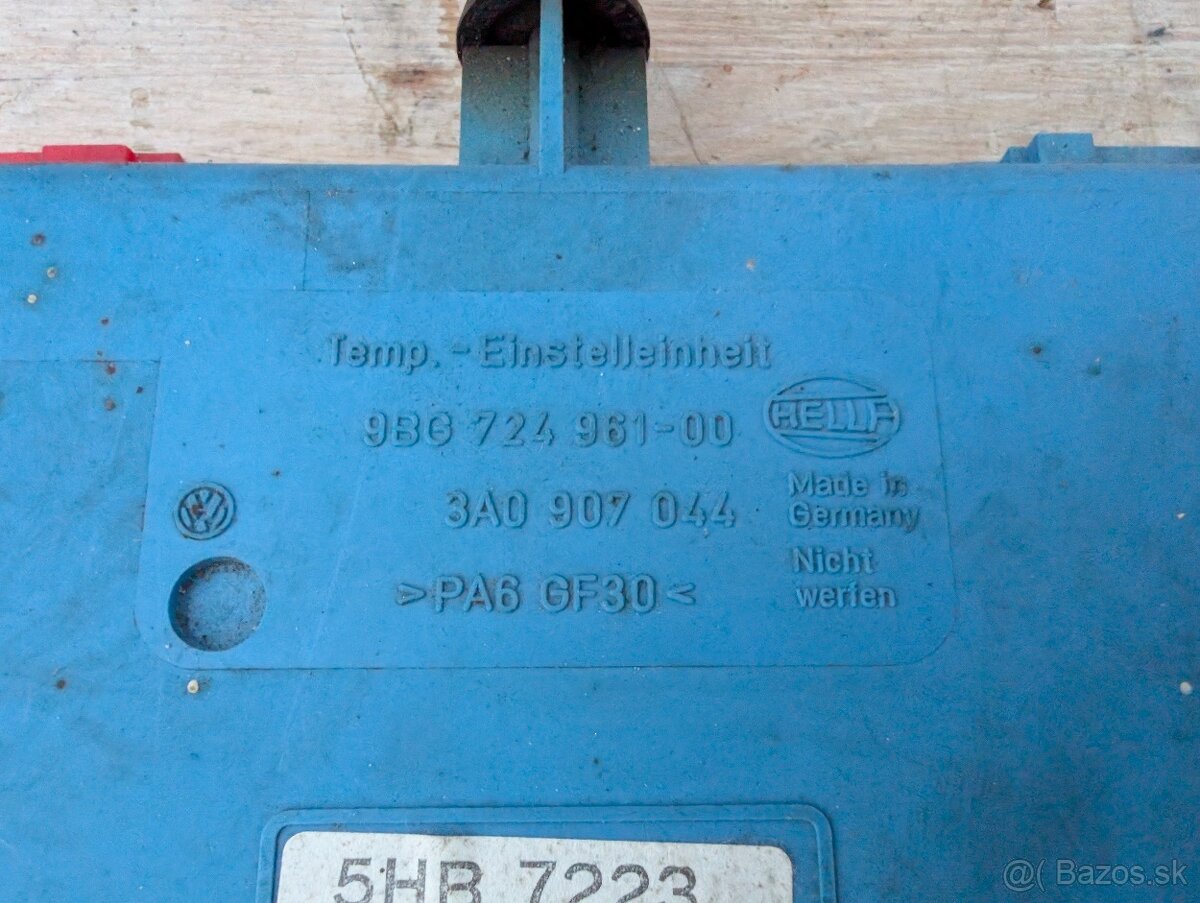 Temp.-Einstelleinheit
9BG 724 961-00
HELLA
3A0 907 044
Made in
Germany
>PA6 GF30<
Nicht
werfen
5HB 7223
@( Bazos.sk